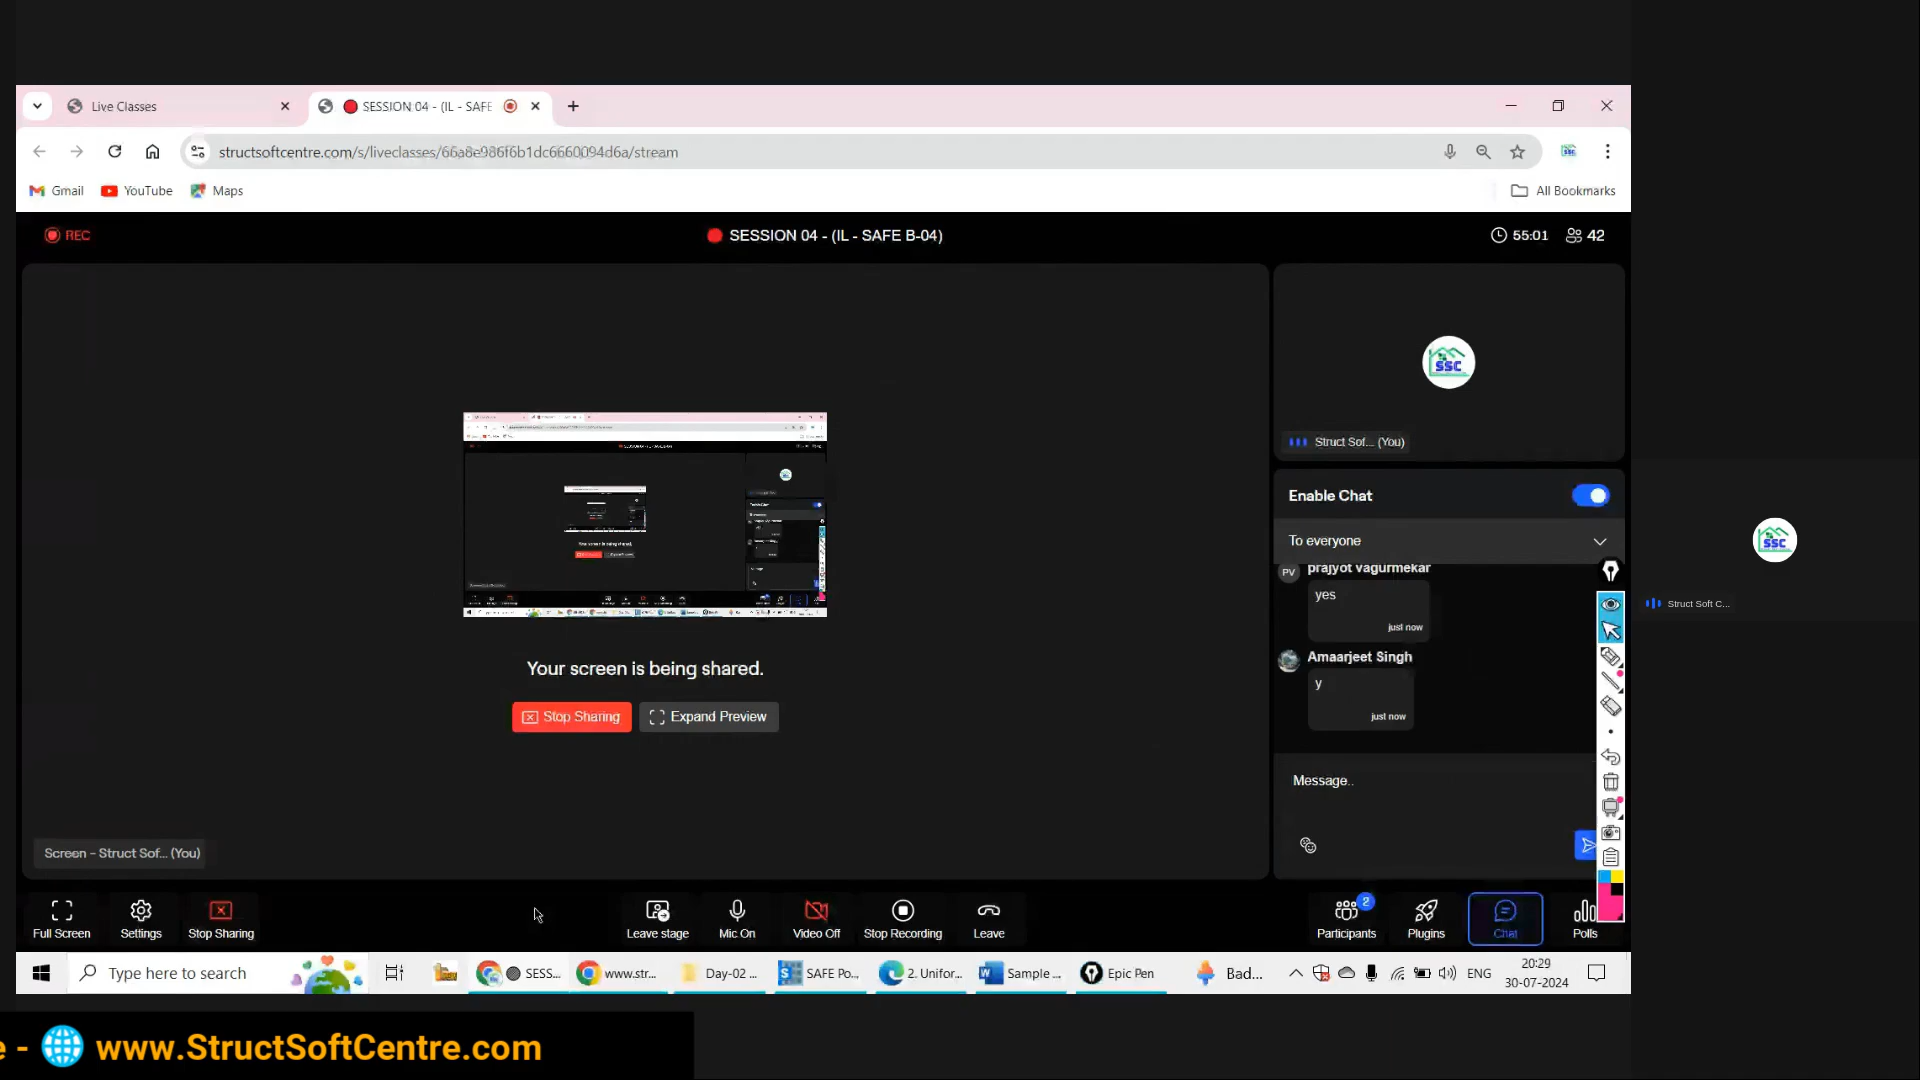 Live Classes
SESSION 04 - (IL - SAFE
structsoftcentre.com/s/liveclasses/66a8e986f6b1dc6660094d6a/stream
Gmail YouTube Maps
All Bookmarks
REC
SESSION 04 - (IL - SAFE B-04)
55:01 42
SSC
Struct Sof... (You)
Enable Chat
To everyone
PV prajyot vagurmekar
yes
just now
Amaarjeet Singh
y
just now
Message..
Your screen is being shared.
Stop Sharing Expand Preview
Screen - Struct Sof... (You)
SSC
Struct Soft C...
Full Screen Settings Stop Sharing Leave stage Mic On Video Off Stop Recording Leave
2
Participants Plugins Chat Polls
Type here to search
SESS... www.str... Day-02 ... SAFE Po... 2. Unifor... Sample ... Epic Pen Bad... ENG
20:29
30-07-2024
e - www.StructSoftCentre.com